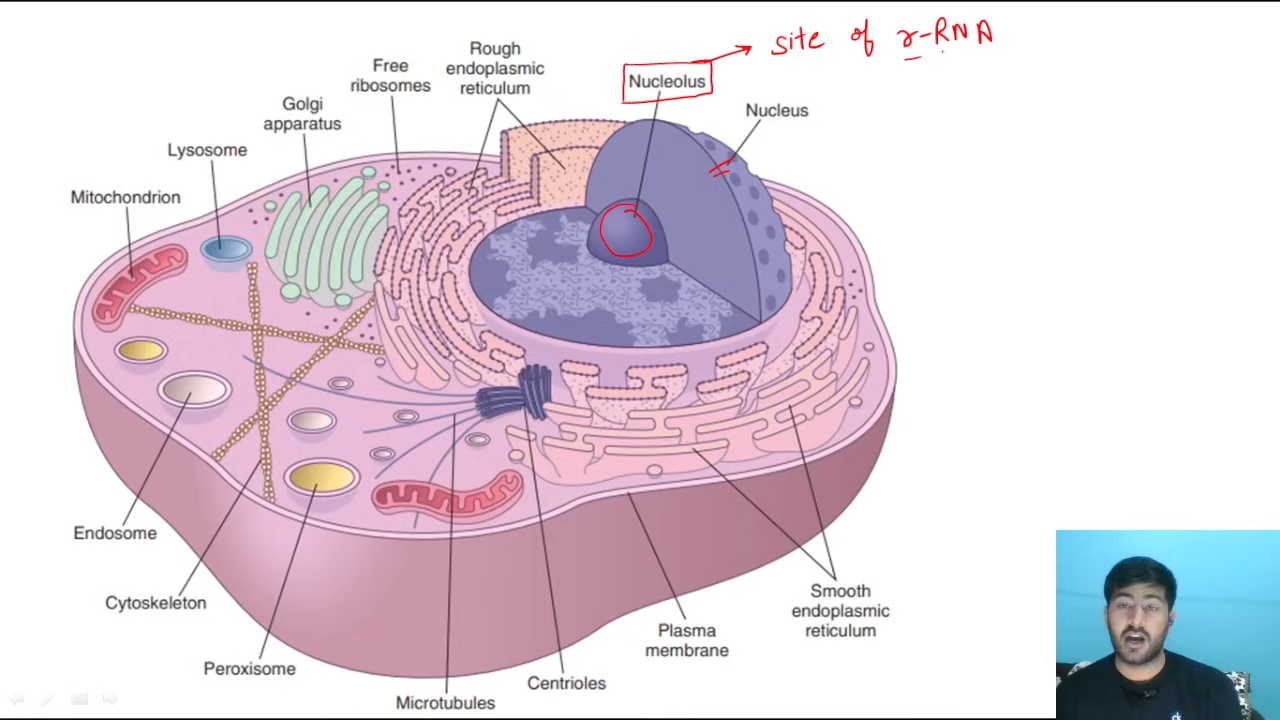 site of r-RNA
Rough
endoplasmic
reticulum
Free
ribosomes
Nucleolus
Golgi
apparatus
Nucleus
Lysosome
Mitochondrion
Endosome
Cytoskeleton
Peroxisome
Microtubules
Centrioles
Plasma
membrane
Smooth
endoplasmic
reticulum